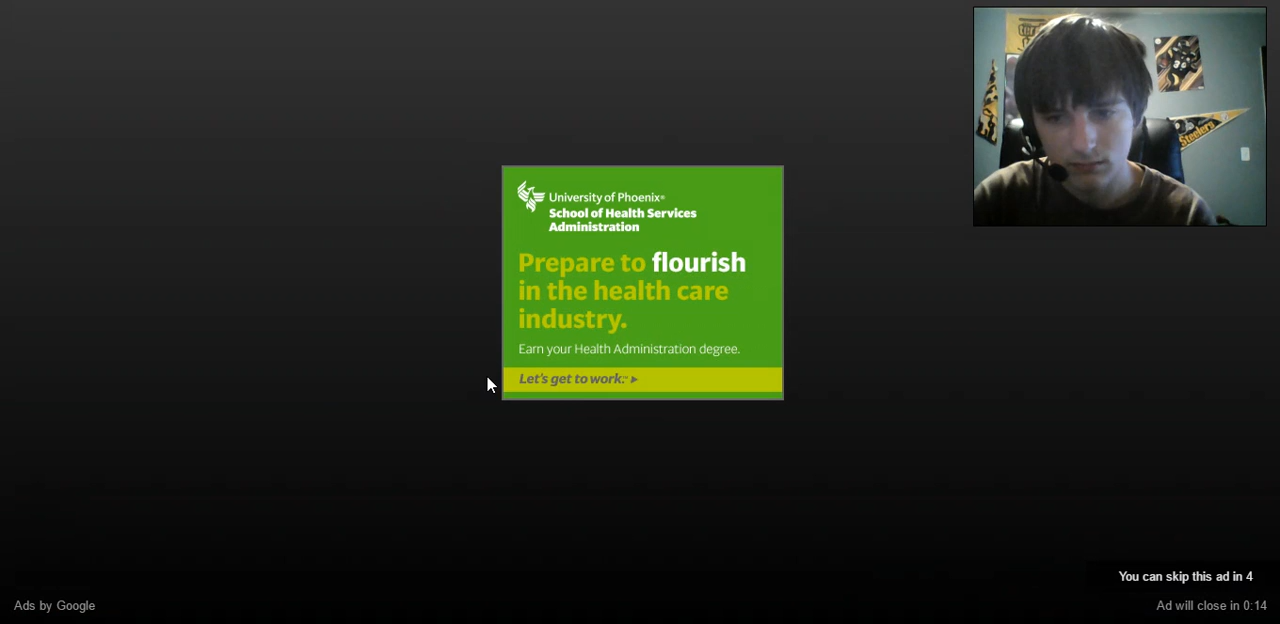 University of Phoenix®
School of Health Services
Administration
Prepare to flourish
in the health care
industry.
Earn your Health Administration degree.
Let's get to work.℠ ▶
Steelers
You can skip this ad in 4
Ads by Google
Ad will close in 0:14